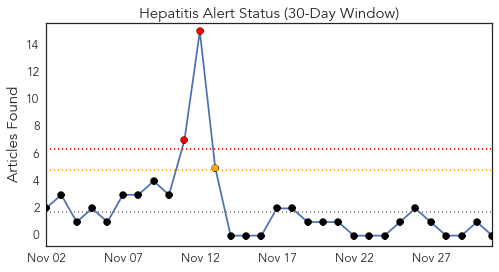 Hepatitis Alert Status (30-Day Window)
Articles Found
14
12
10
8
6
4
2
0
Nov 02 Nov 07 Nov 12 Nov 17 Nov 22 Nov 27